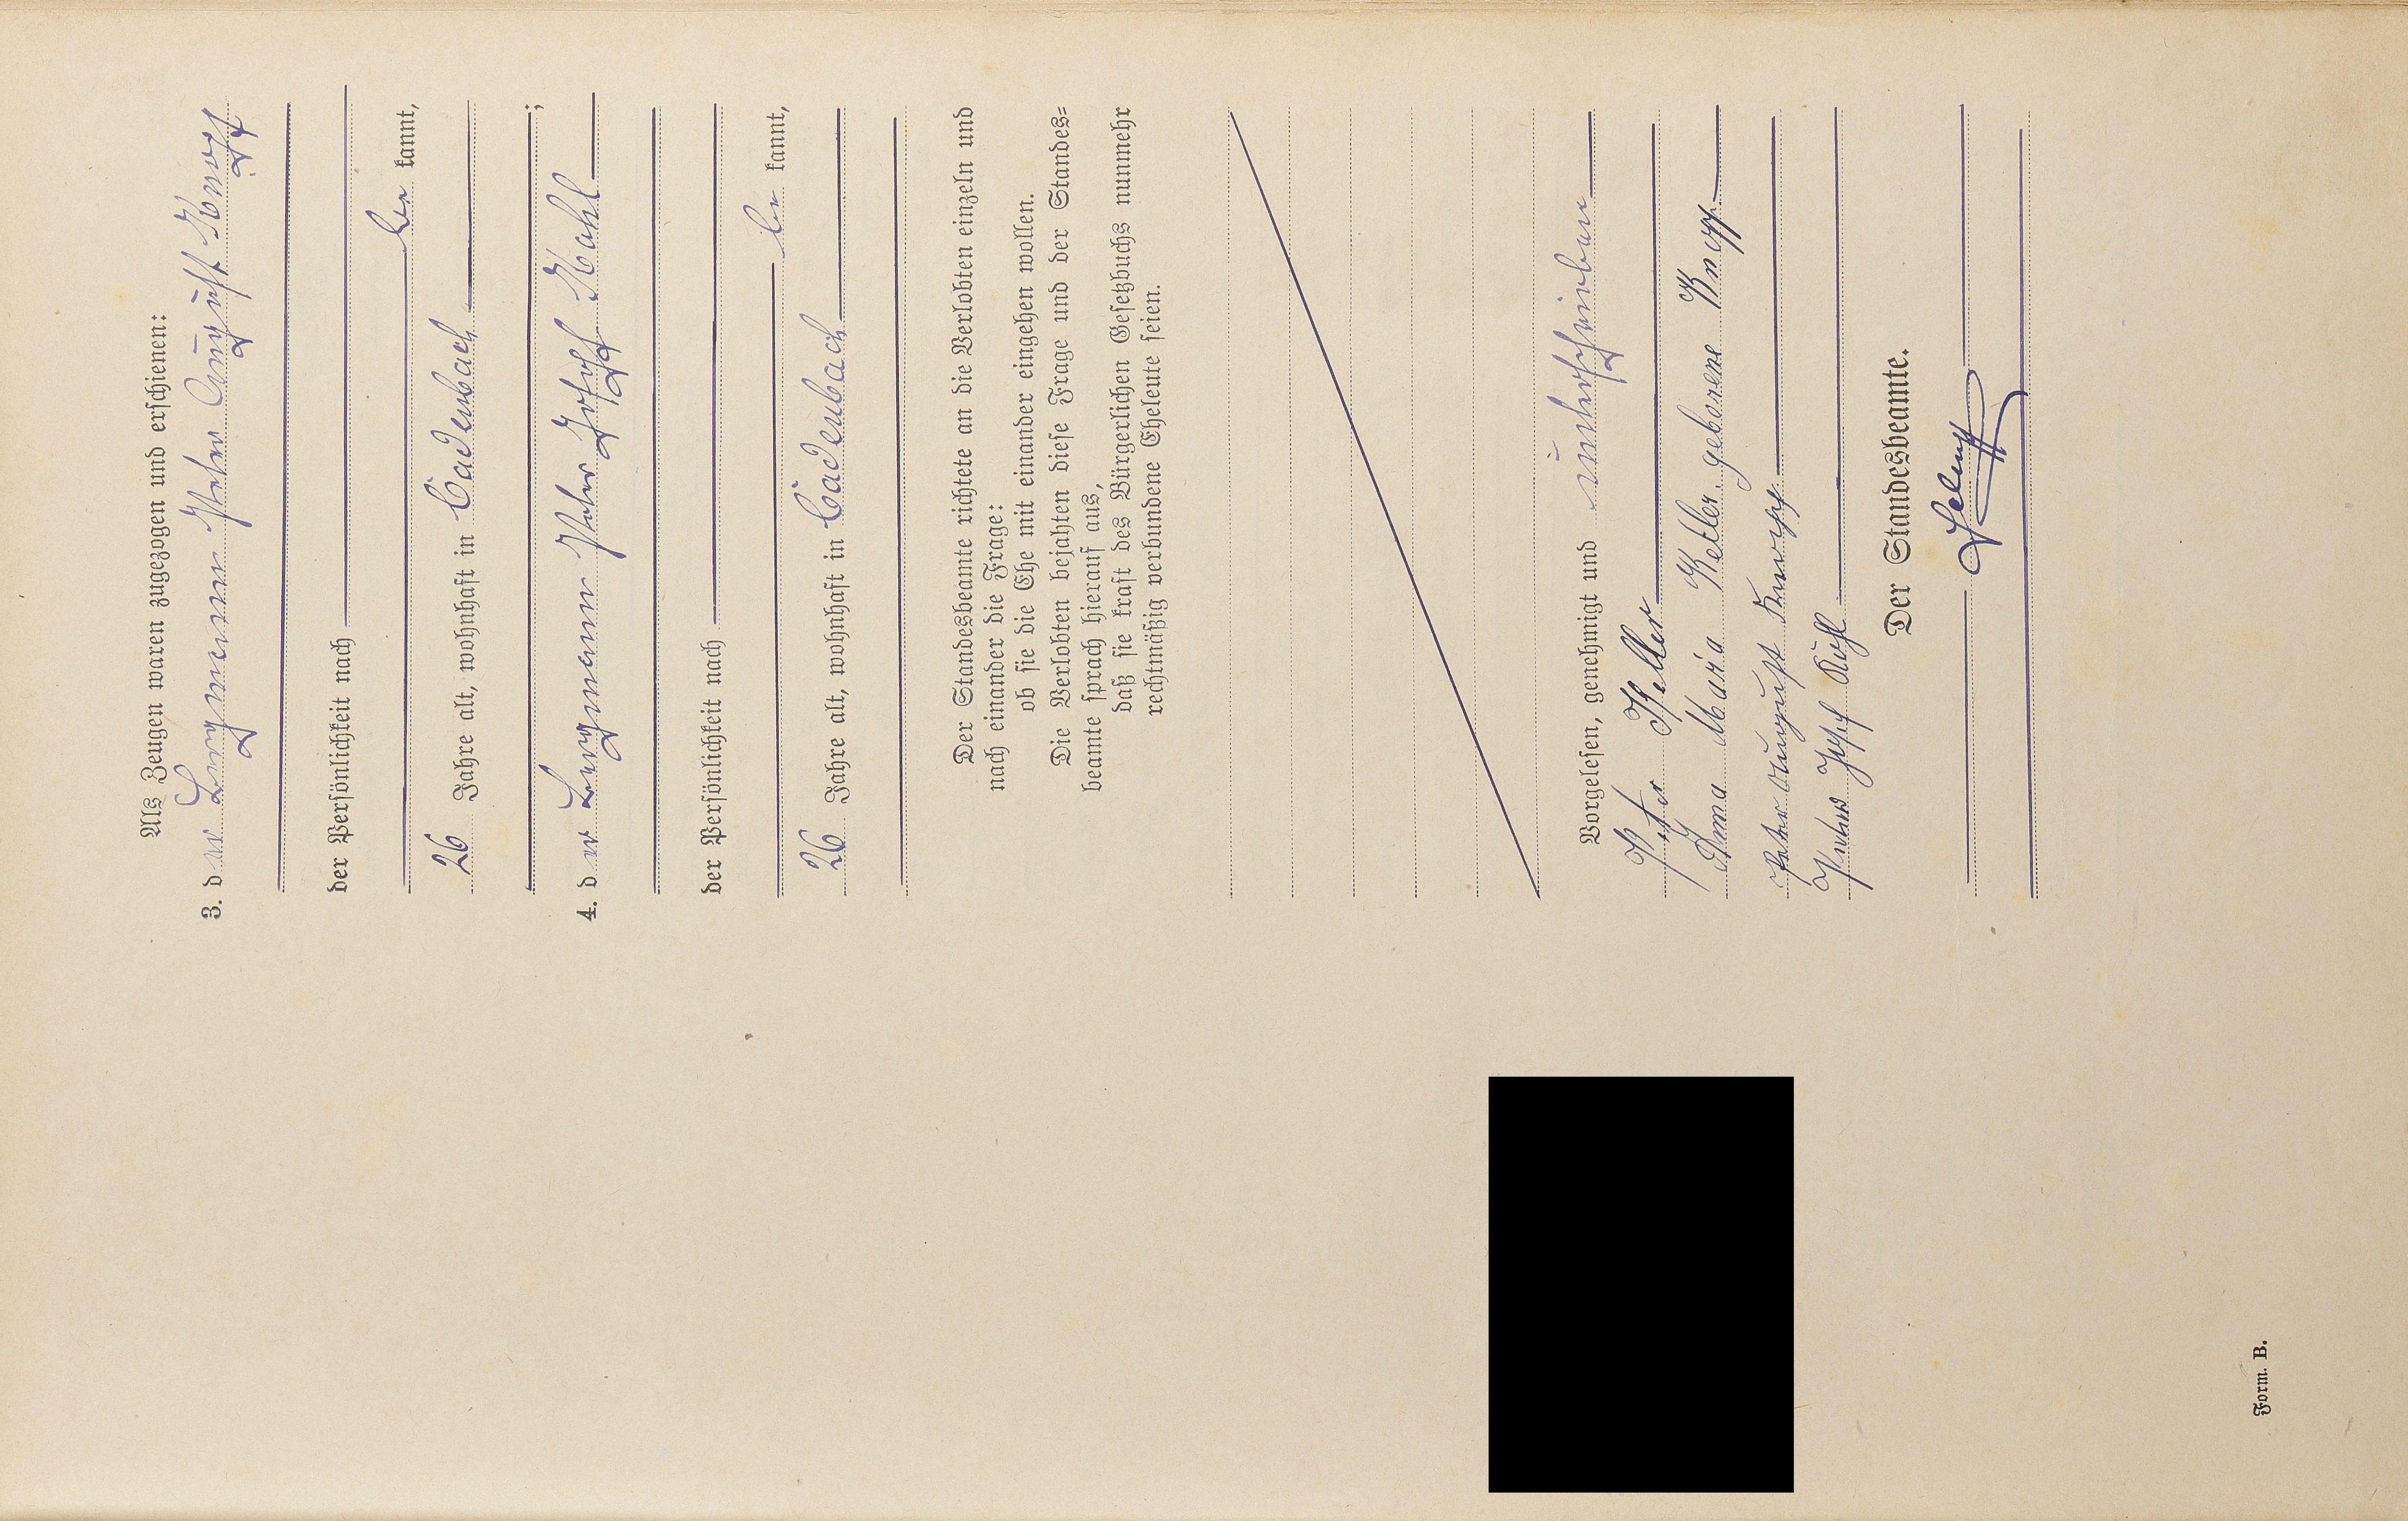 Als Zeugen waren zugezogen und erschienen:
3. der Bergmann Peter August Knopp
der Persönlichkeit nach
be kannt,
26 Jahre alt, wohnhaft in Cadenbach
;
4. der Bergmann Peter Josef Kohl
der Persönlichkeit nach
be kannt,
26 Jahre alt, wohnhaft in Cadenbach
Der Standesbeamte richtete an die Verlobten einzeln und
nach einander die Frage:
ob sie die Ehe mit einander eingehen wollen.
Die Verlobten bejahten diese Frage und der Standes=
beamte sprach hierauf aus,
daß sie kraft des Bürgerlichen Gesetzbuchs nunmehr
rechtmäßig verbundene Eheleute seien.
Vorgelesen, genehmigt und unterschrieben
Peter Keller
Anna Maria Keller geborene Knopp
Peter August Knopp
Peter Josef
Der Standesbeamte.
Form. B.